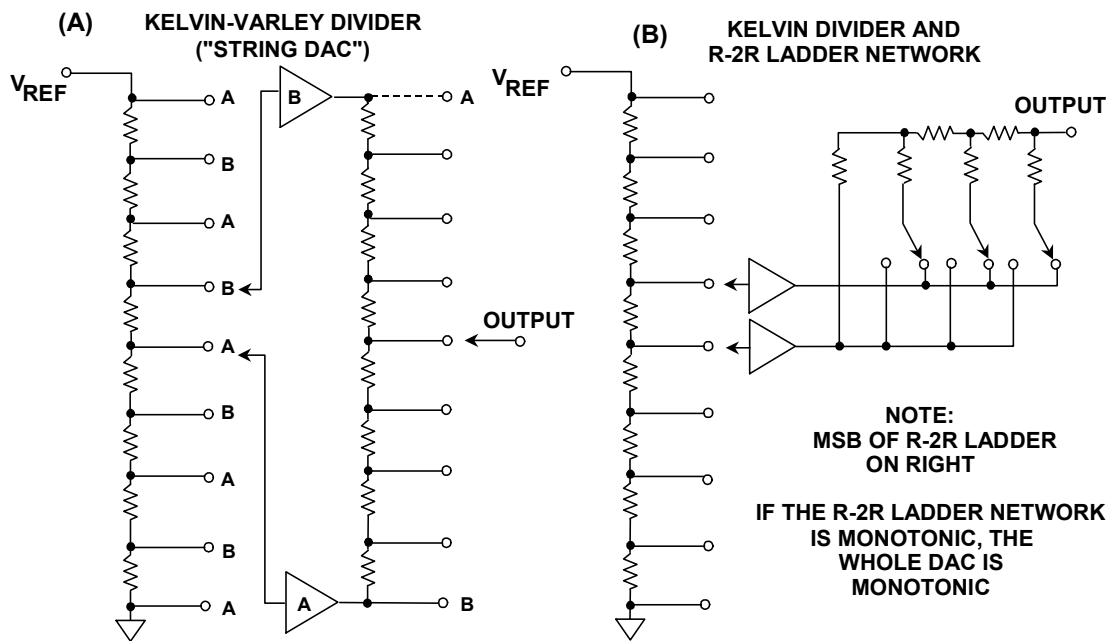 (A)
KELVIN-VARLEY DIVIDER
("STRING DAC")
VREF
A
B
A
B
A
B
A
B
A
B
A
A
B
OUTPUT
(B)
KELVIN DIVIDER AND
R-2R LADDER NETWORK
VREF
OUTPUT
NOTE:
MSB OF R-2R LADDER
ON RIGHT
IF THE R-2R LADDER NETWORK
IS MONOTONIC, THE
WHOLE DAC IS
MONOTONIC